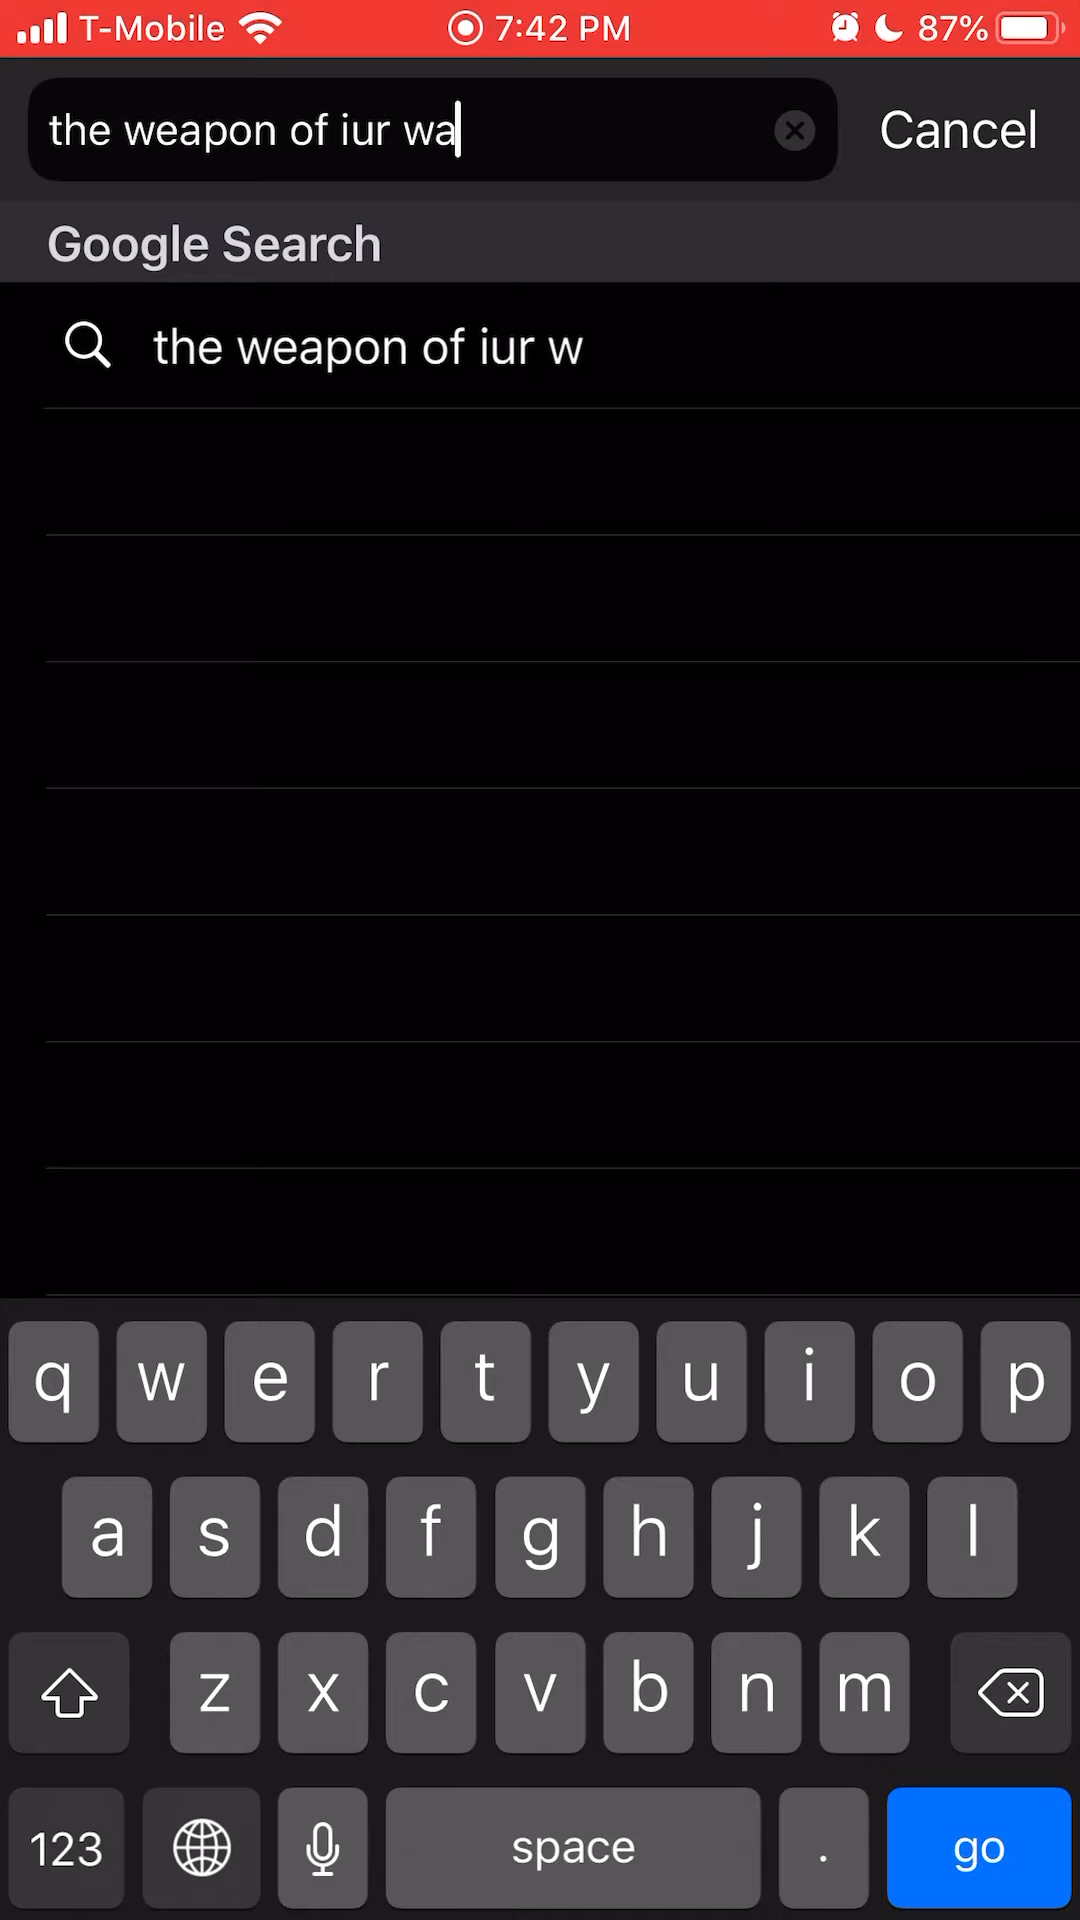 T-Mobile 7:42 PM 87%
the weapon of iur wa Cancel
Google Search
the weapon of iur w
q w e r t y u i o p
a s d f g h j k l
z x c v b n m
123 space . go